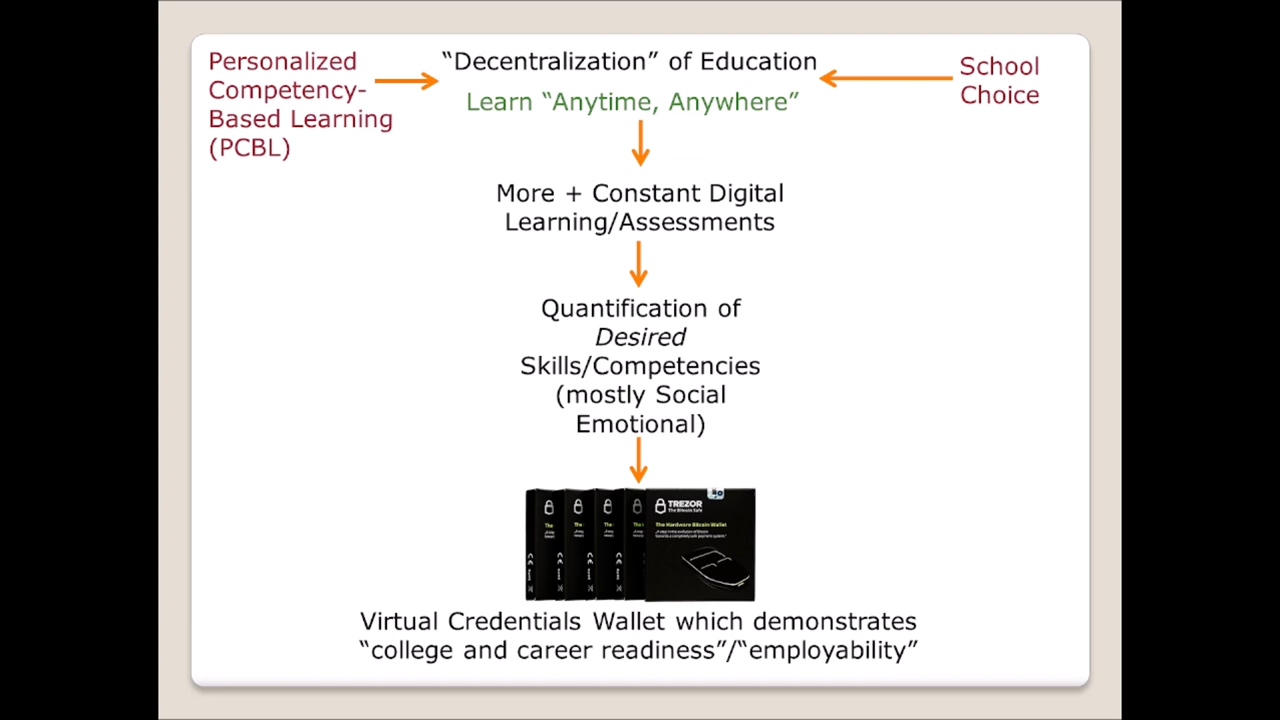 Personalized
Competency-
Based Learning
(PCBL)
“Decentralization” of Education
Learn “Anytime, Anywhere”
School
Choice
More + Constant Digital
Learning/Assessments
Quantification of
Desired
Skills/Competencies
(mostly Social
Emotional)
TREZOR
The Bitcoin Safe
The Hardware Bitcoin Wallet
Virtual Credentials Wallet which demonstrates
“college and career readiness”/“employability”